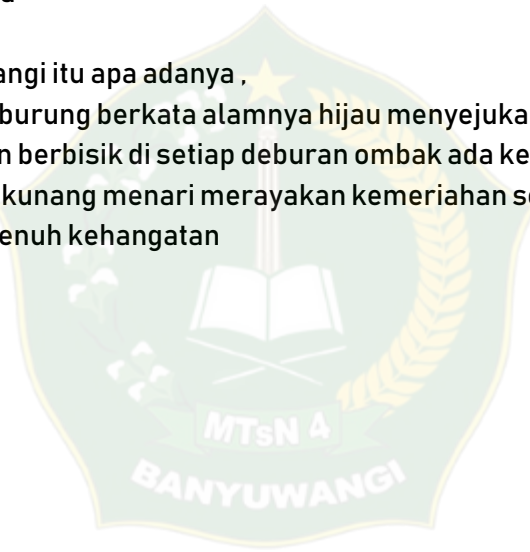 angi itu apa adanya ,
burung berkata alamnya hijau menyejuka
n berbisik di setiap deburan ombak ada ke
kunang menari merayakan kemeriahan s
enuh kehangatan
MTsN 4
BANYUWANGI